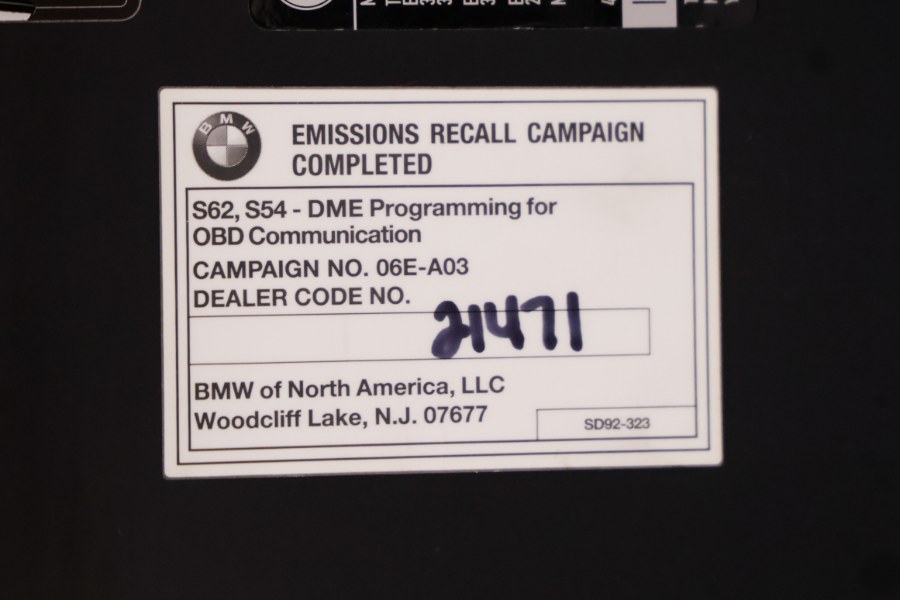 BMW
EMISSIONS RECALL CAMPAIGN
COMPLETED
S62, S54 - DME Programming for
OBD Communication
CAMPAIGN NO. 06E-A03
DEALER CODE NO.
21471
BMW of North America, LLC
Woodcliff Lake, N.J. 07677
SD92-323